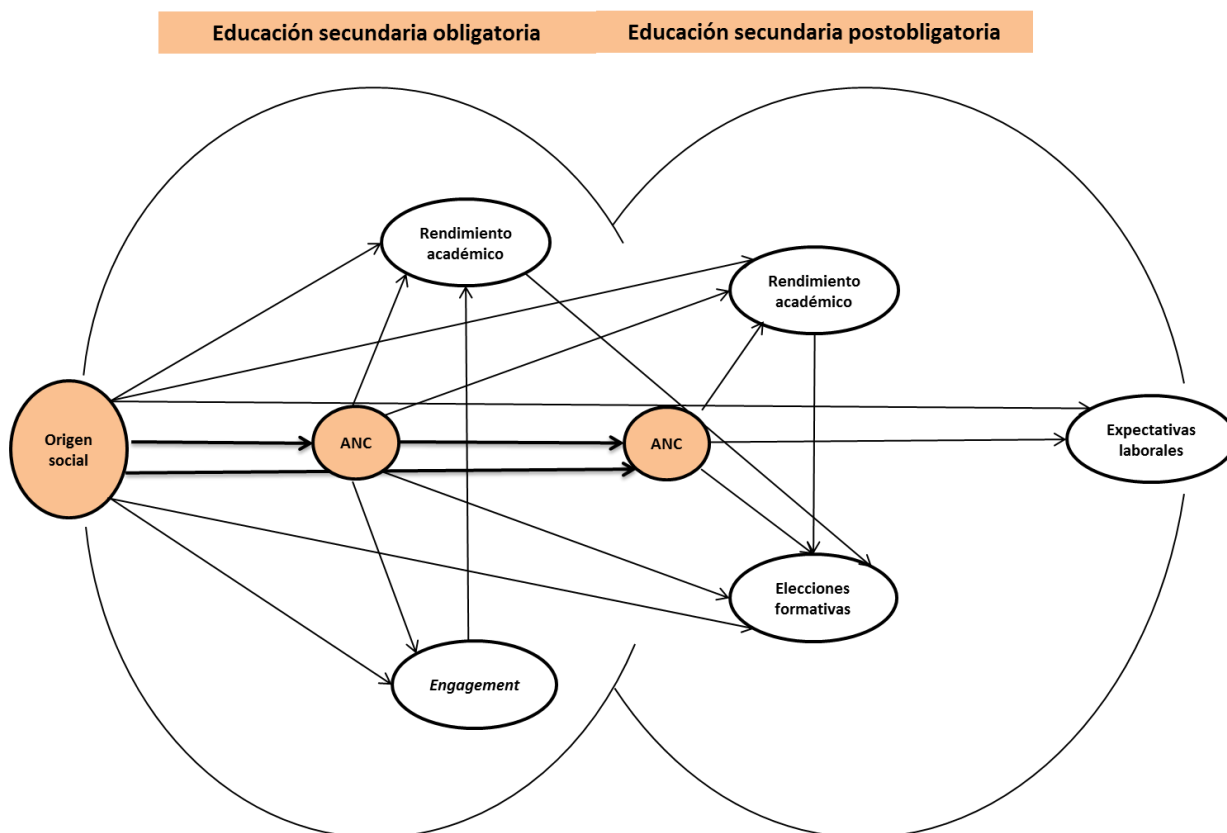 Educación secundaria obligatoria
Educación secundaria postobligatoria
Rendimiento
académico
Rendimiento
académico
Origen
social
ANC
ANC
Expectativas
laborales
Elecciones
formativas
Engagement